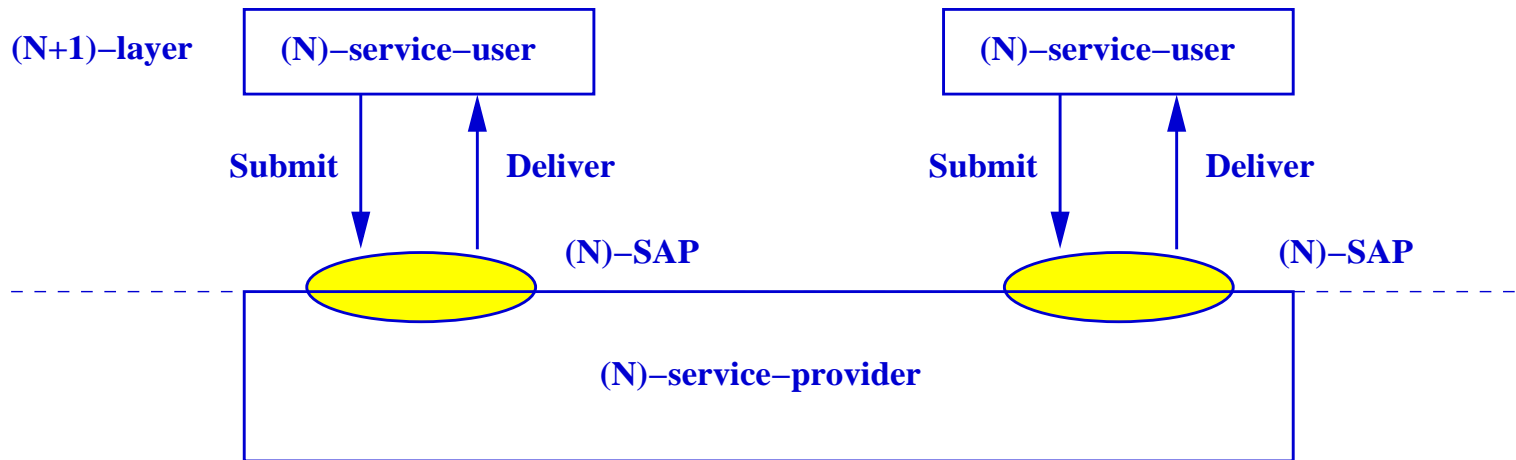 (N+1)−layer
(N)−service−user
(N)−service−user
Submit
Deliver
Submit
Deliver
(N)−SAP
(N)−SAP
(N)−service−provider